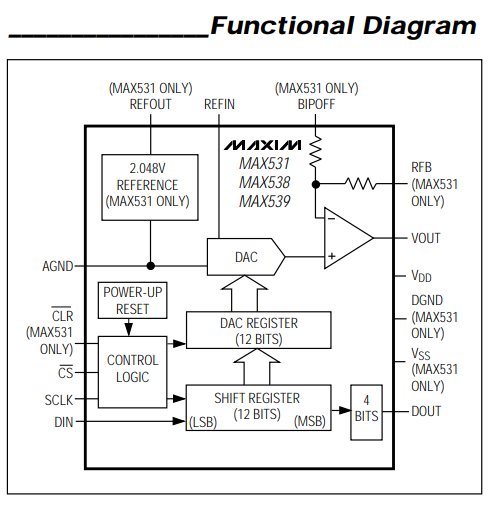 Functional Diagram
(MAX531 ONLY)
REFOUT
REFIN
(MAX531 ONLY)
BIPOFF
MAXIM
MAX531
MAX538
MAX539
2.048V
REFERENCE
(MAX531 ONLY)
RFB
(MAX531
ONLY)
–
+
VOUT
DAC
AGND
VDD
POWER-UP
RESET
DGND
(MAX531
ONLY)
CLR
(MAX531
ONLY)
DAC REGISTER
(12 BITS)
CONTROL
LOGIC
VSS
(MAX531
ONLY)
CS
SCLK
DIN
SHIFT REGISTER
(12 BITS)
(LSB)
(MSB)
4
BITS
DOUT